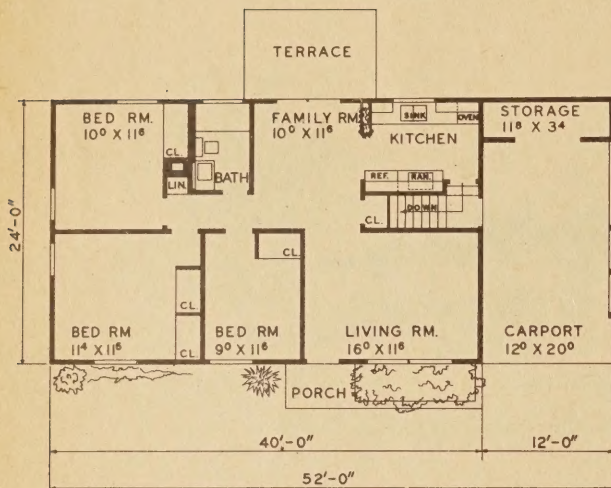 TERRACE
BED RM.
10⁰ X 11⁶
CL.
LIN.
BATH
FAMILY RM.
10⁰ X 11⁶
SINK
OVEN
KITCHEN
REF.
RAN.
STORAGE
11⁸ X 3⁴
CL.
DOWN
24'-0"
BED RM
11⁴ X 11⁶
CL.
CL.
BED RM
9⁰ X 11⁶
CL.
LIVING RM.
16⁰ X 11⁶
CARPORT
12⁰ X 20⁰
PORCH
40'-0"
12'-0"
52'-0"